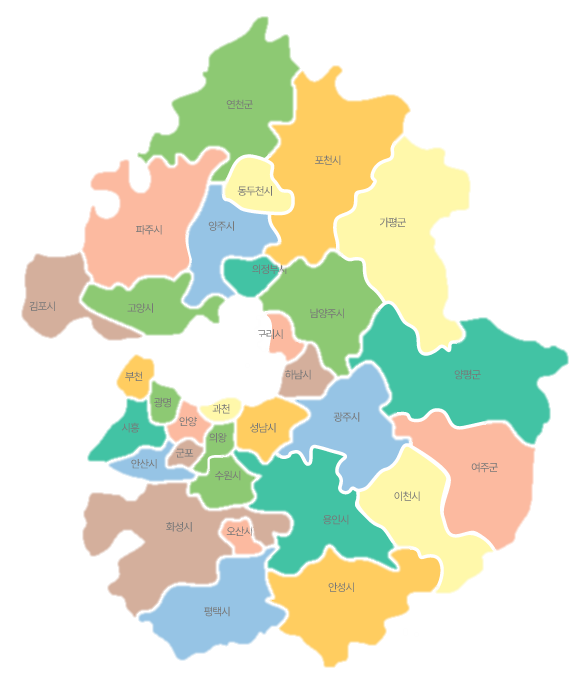 연천군
포천시
동두천시
가평군
양주시
파주시
의정부시
김포시
고양시
남양주시
구리시
하남시
양평군
부천
광명
과천
광주시
안양
시흥
의왕
성남시
군포
안산시
여주군
수원시
이천시
용인시
화성시
오산시
안성시
평택시